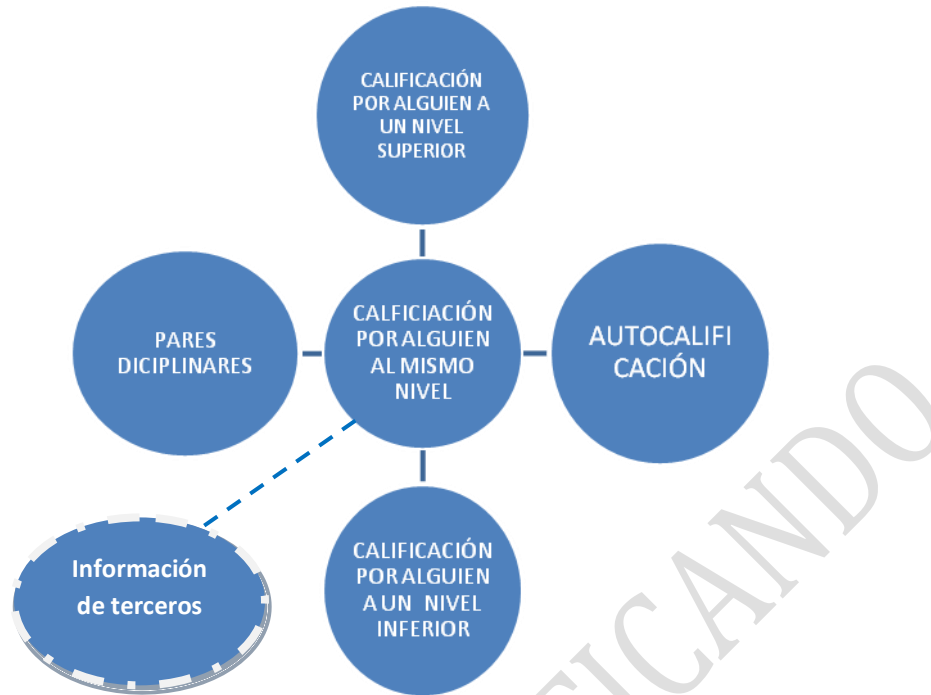 CALIFICACIÓN
POR ALGUIEN A
UN NIVEL
SUPERIOR
PARES
DICIPLINARES
CALFICIACIÓN
POR ALGUIEN
AL MISMO
NIVEL
AUTOCALIFI
CACIÓN
Información
de terceros
CALIFICACIÓN
POR ALGUIEN
A UN NIVEL
INFERIOR
FICANDO